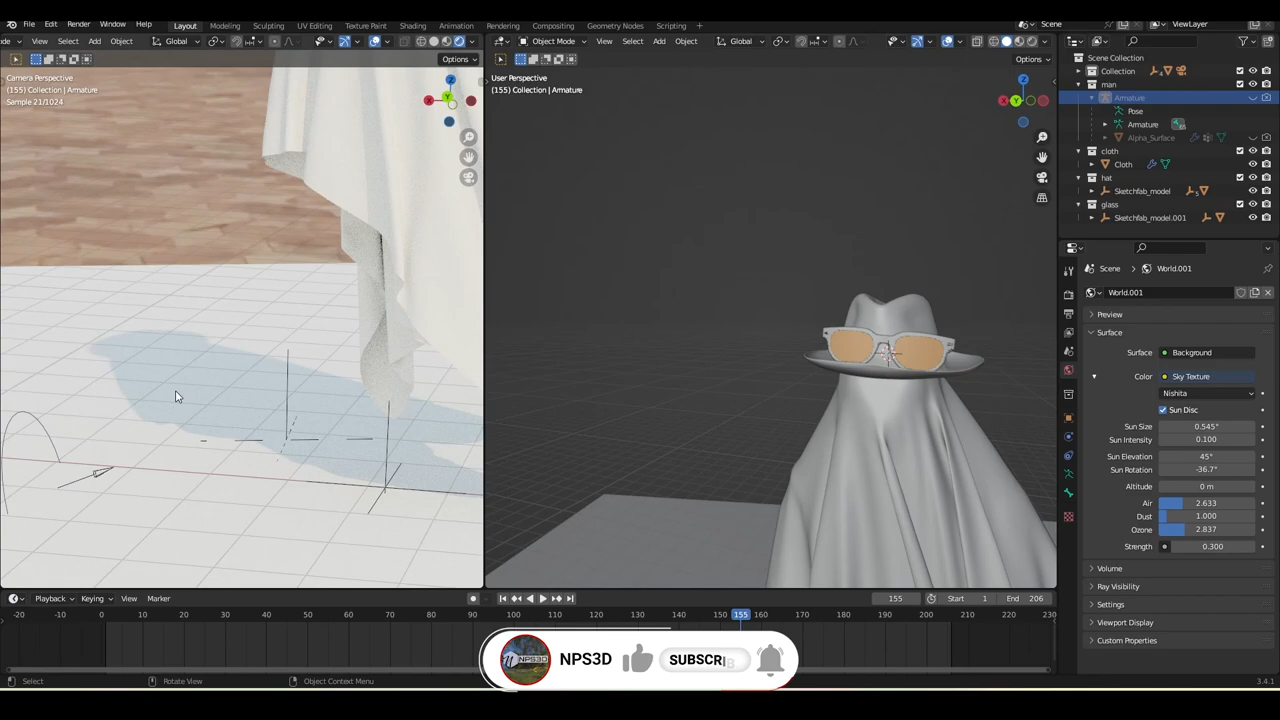 File Edit Render Window Help
Layout Modeling Sculpting UV Editing Texture Paint Shading Animation Rendering Compositing Geometry Nodes Scripting +
Scene
ViewLayer
de View Select Add Object Global
Object Mode View Select Add Object Global
Options
Options
Camera Perspective
(155) Collection | Armature
Sample 21/1024
User Perspective
(155) Collection | Armature
Z
X
Y
Z
X
Y
Scene Collection
Collection
man
Armature
Pose
Armature
Alpha_Surface
cloth
Cloth
hat
Sketchfab_model
glass
Sketchfab_model.001
Scene > World.001
World.001
Preview
Surface
Surface Background
Color Sky Texture
Nishita
Sun Disc
Sun Size 0.545°
Sun Intensity 0.100
Sun Elevation 45°
Sun Rotation -36.7°
Altitude 0 m
Air 2.633
Dust 1.000
Ozone 2.837
Strength 0.300
Volume
Ray Visibility
Settings
Viewport Display
Custom Properties
Playback Keying View Marker
155 Start 1 End 206
-20 -10 0 10 20 30 40 50 60 70 80 90 100 110 120 130 140 150 155 160 170 180 190 200 210 220 230
NPS3D
NPS3D SUBSCRIB
Select Rotate View Object Context Menu
3.4.1